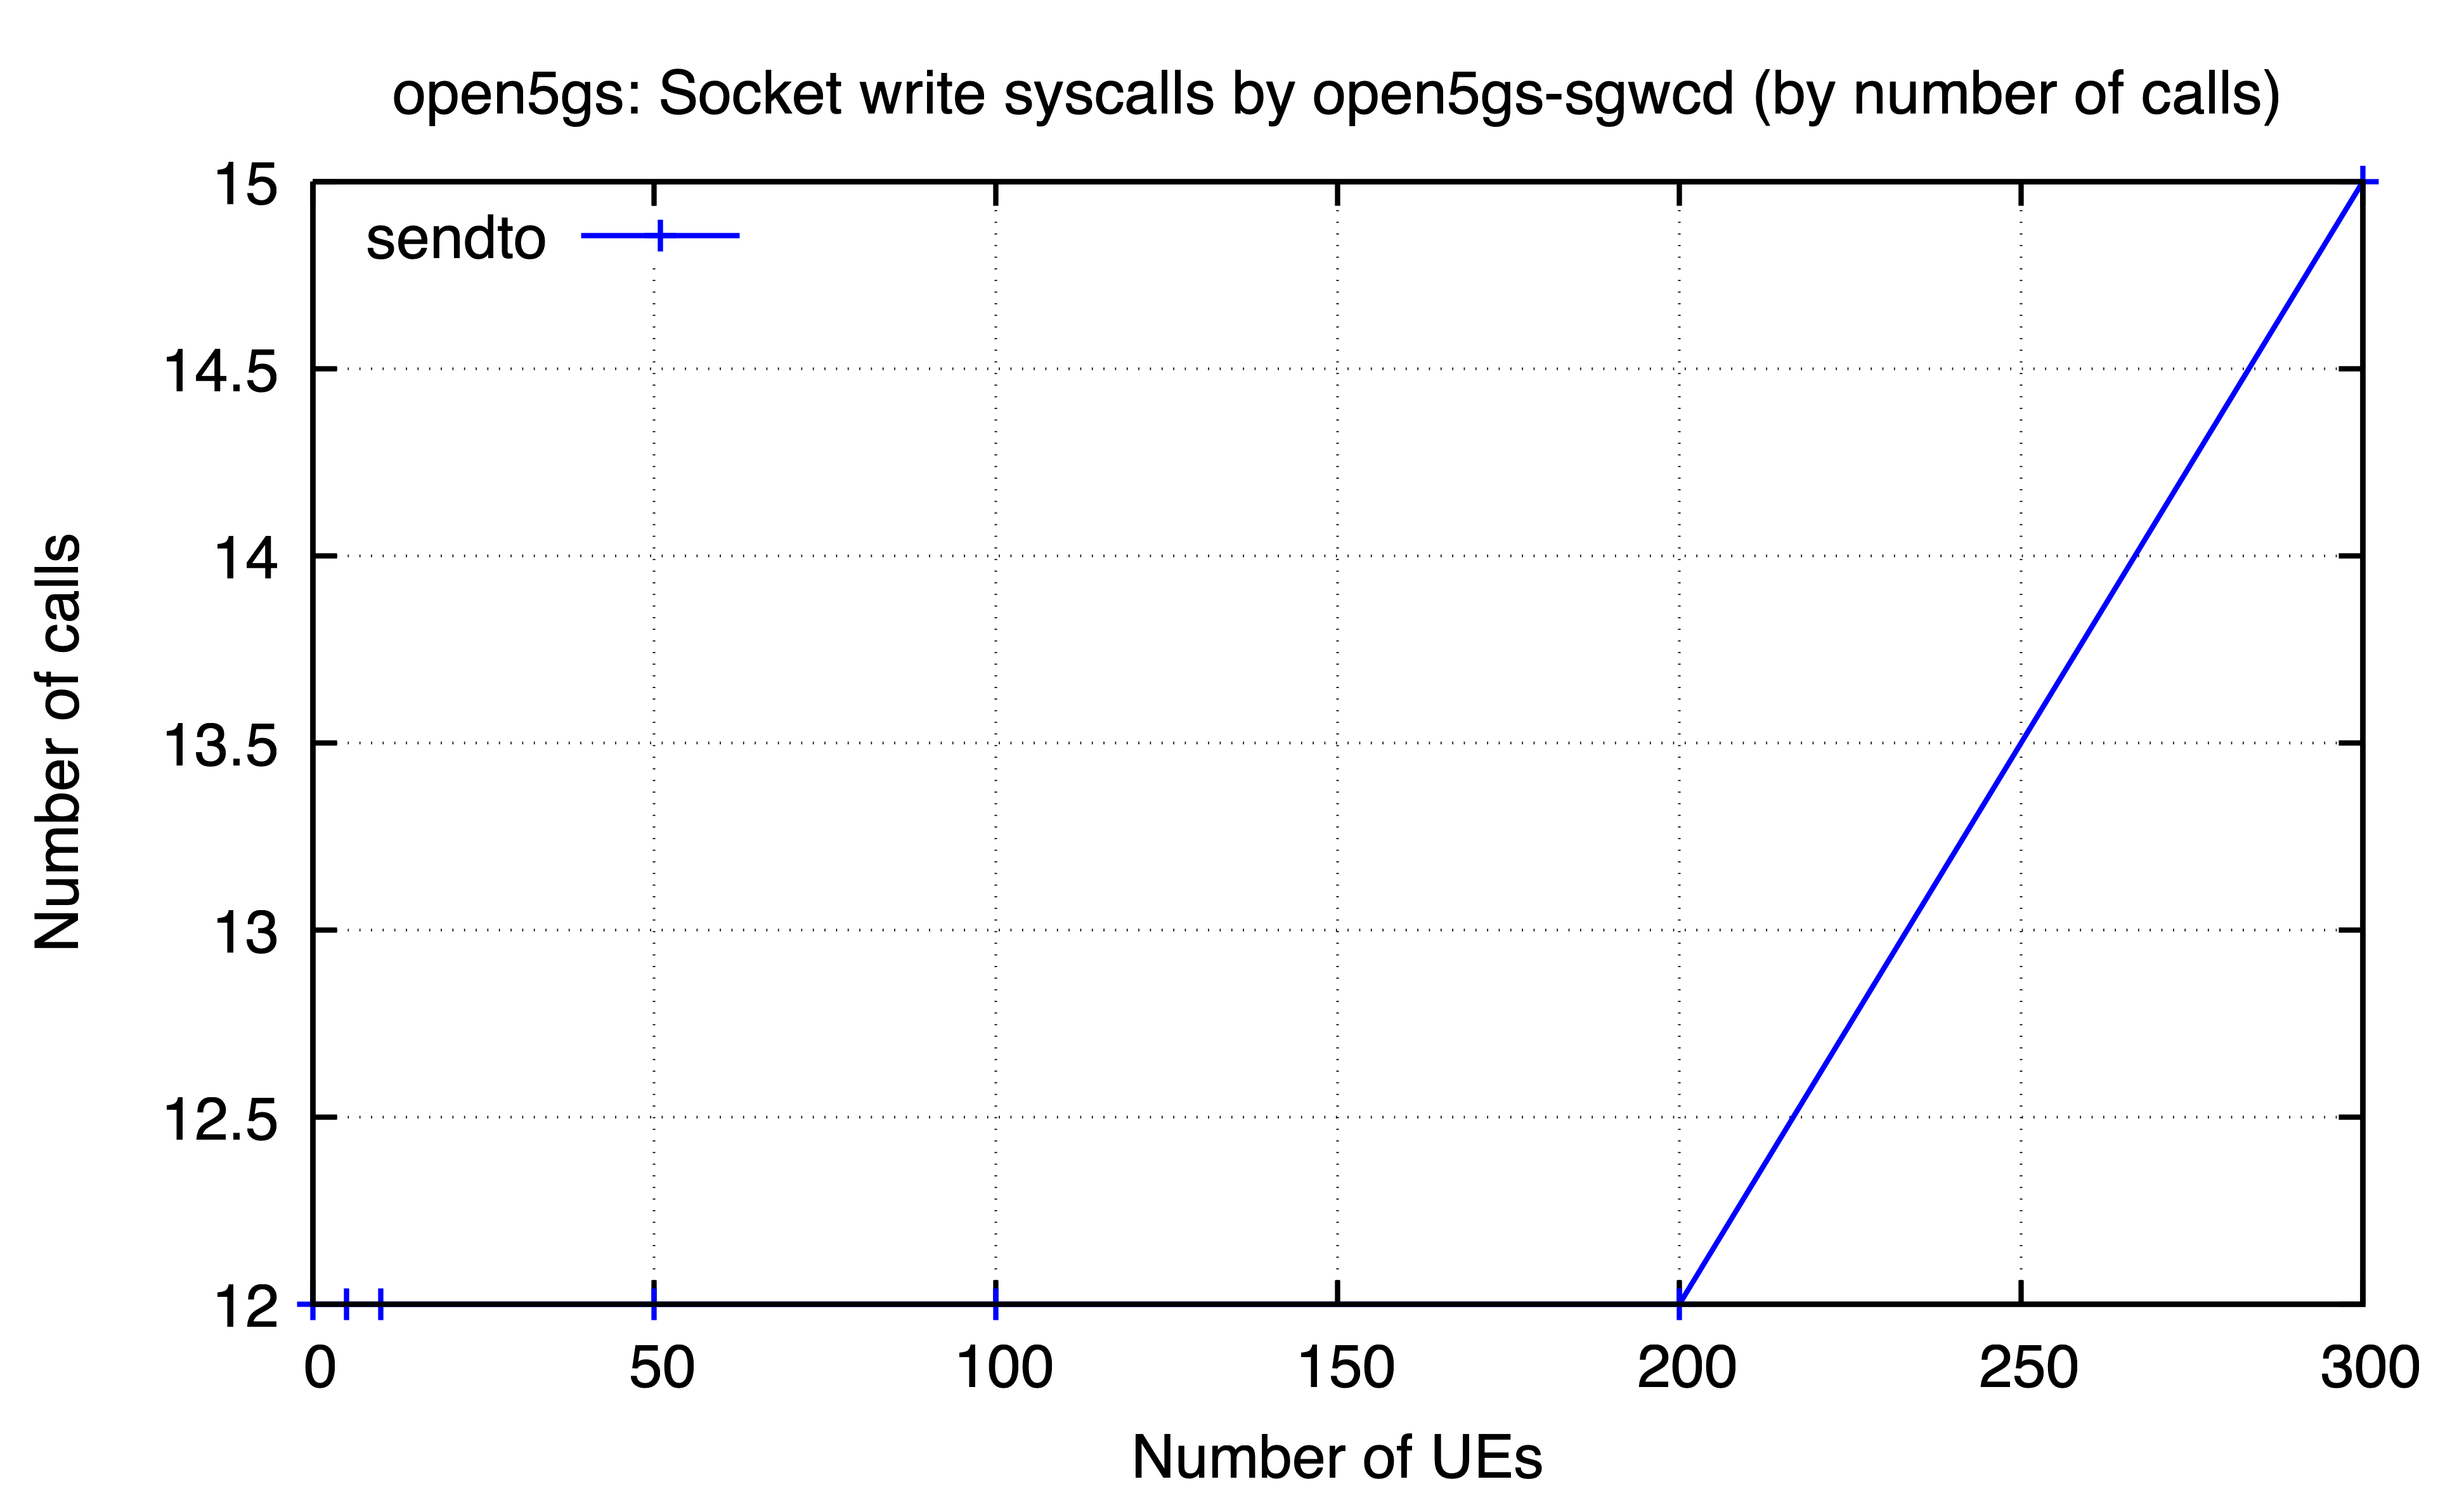 open5gs: Socket write syscalls by open5gs-sgwcd (by number of calls)
sendto
15
14.5
14
13.5
13
12.5
12
Number of calls
0 50 100 150 200 250 300
Number of UEs